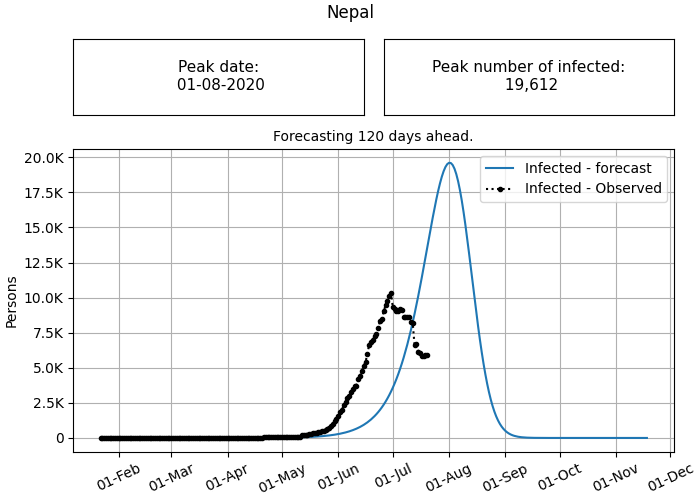 Nepal
Peak date:
01-08-2020
Peak number of infected:
19,612
Forecasting 120 days ahead.
Infected - forecast
Infected - Observed
Persons
20.0K
17.5K
15.0K
12.5K
10.0K
7.5K
5.0K
2.5K
0
01-Feb
01-Mar
01-Apr
01-May
01-Jun
01-Jul
01-Aug
01-Sep
01-Oct
01-Nov
01-Dec